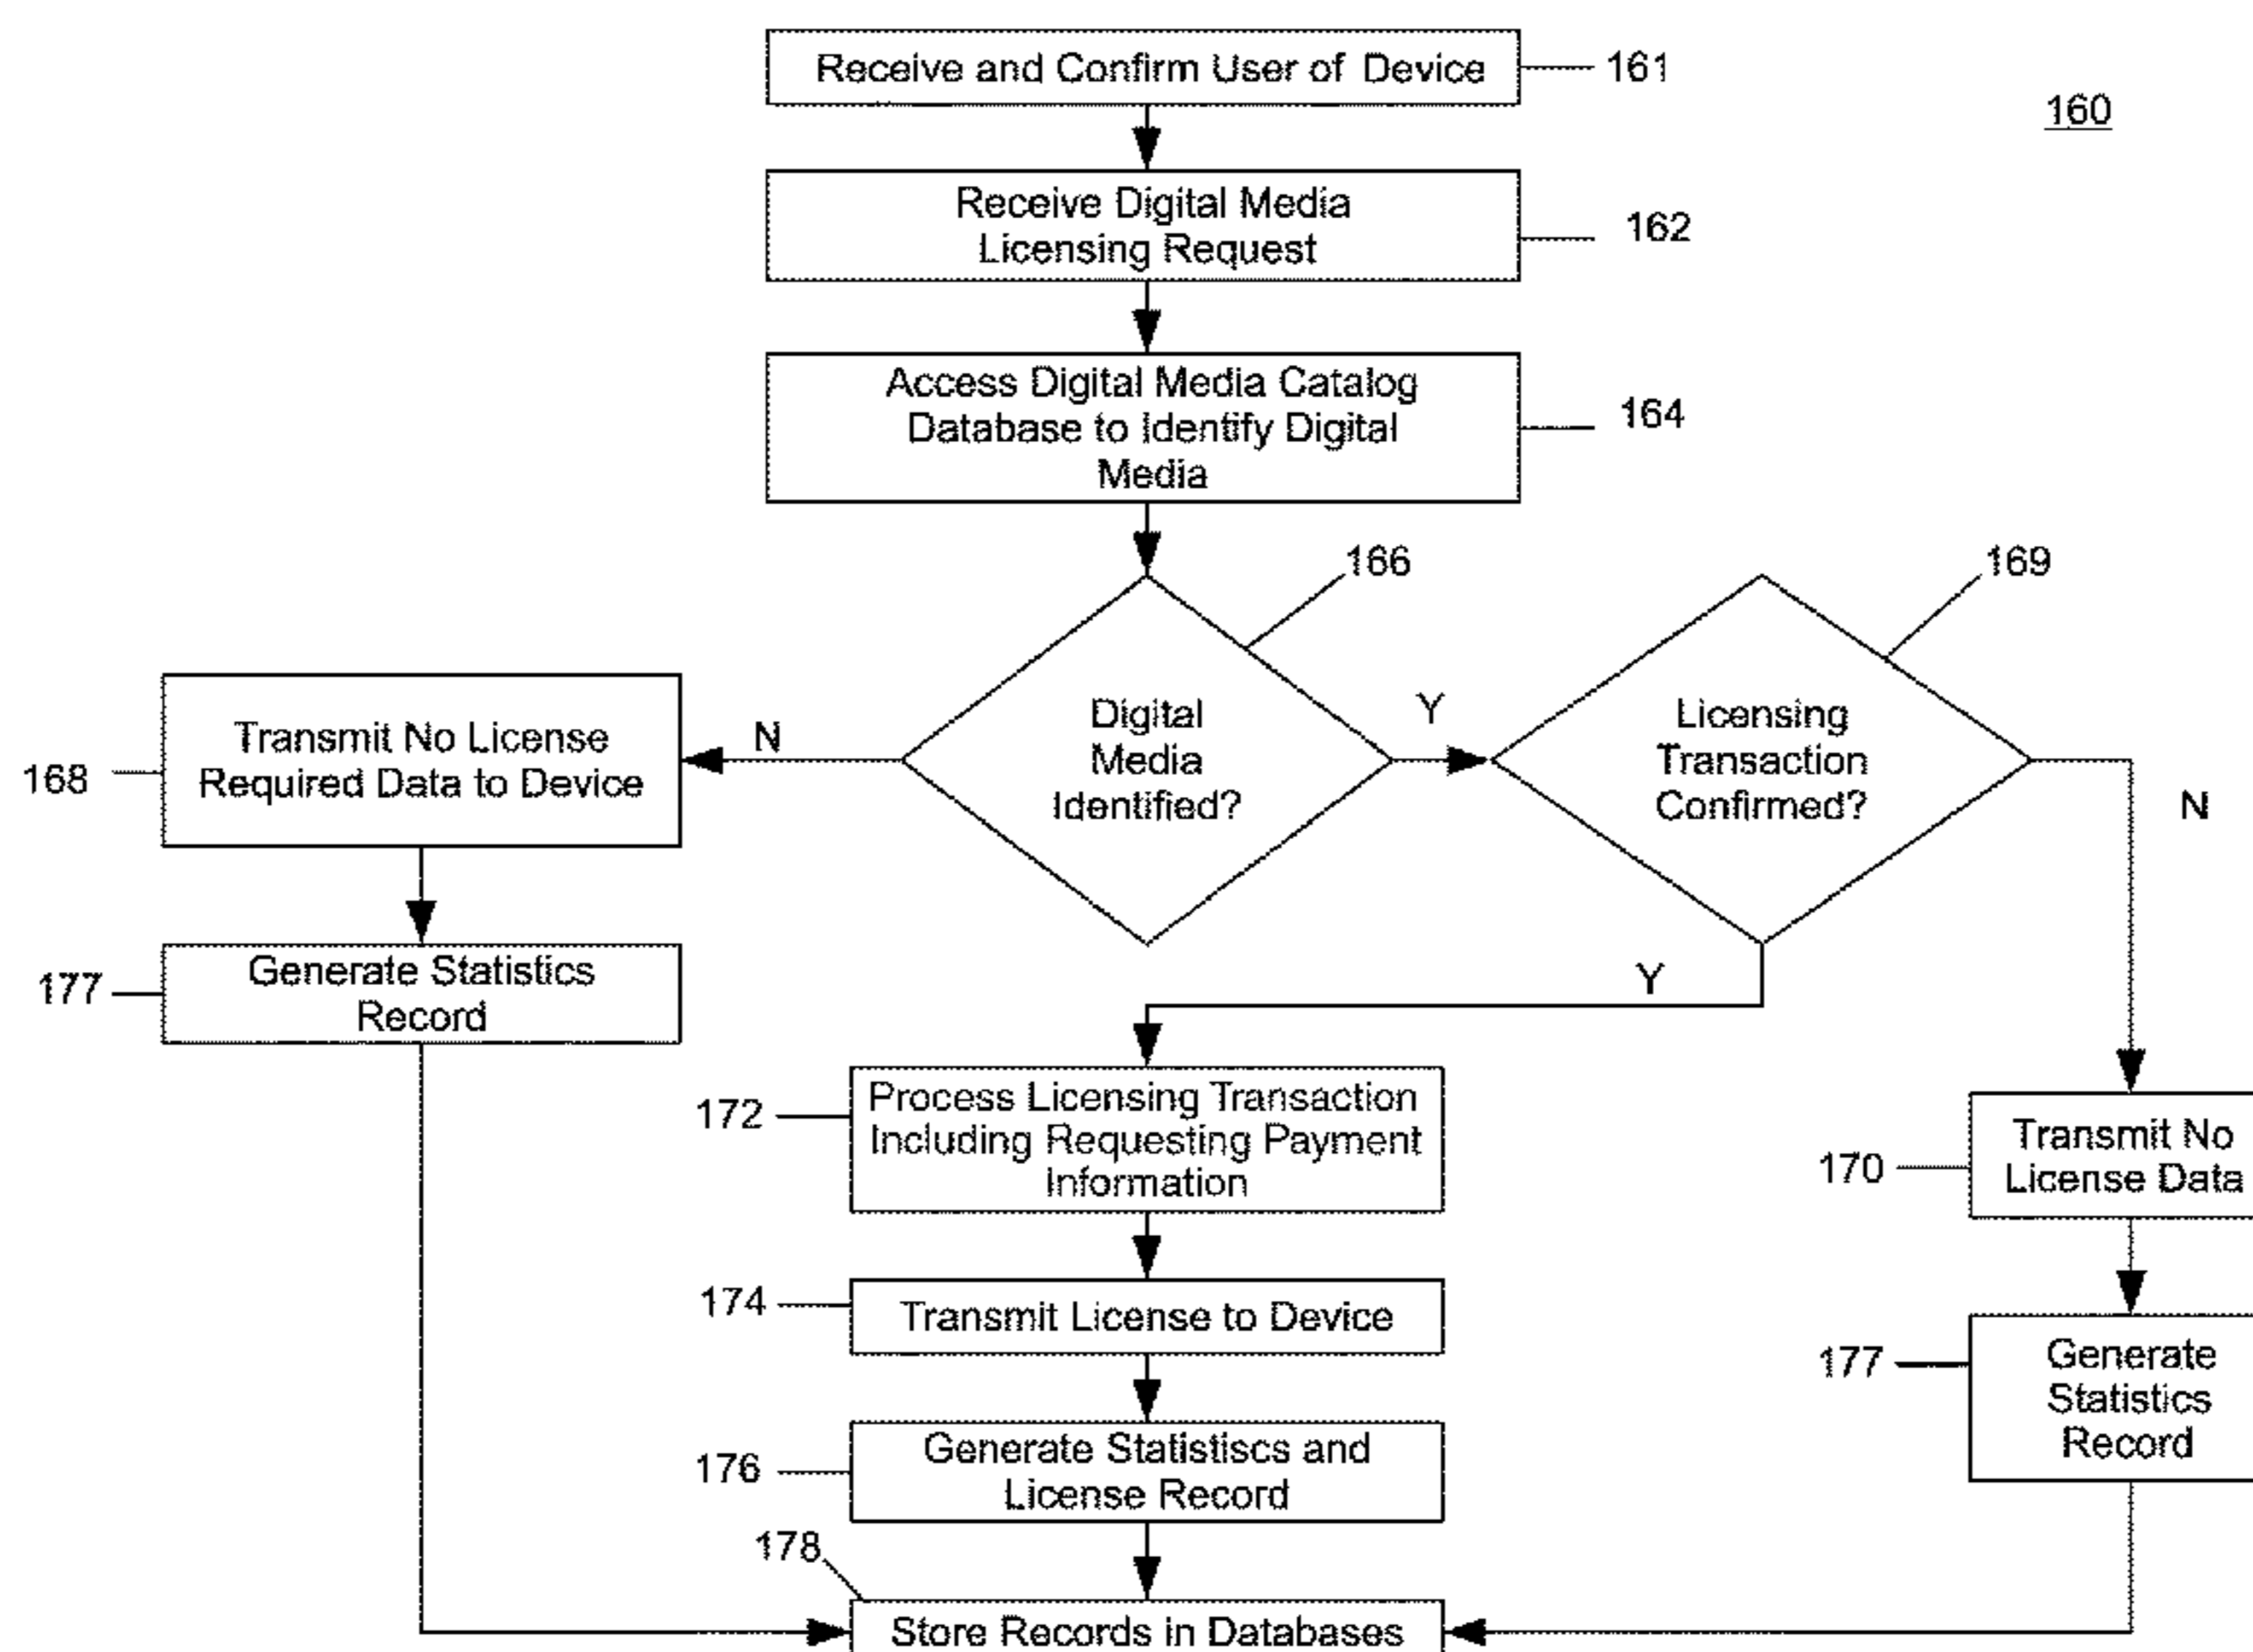 Receive and Confirm User of Device
161
160
Receive Digital Media
Licensing Request
162
Access Digital Media Catalog
Database to Identify Digital
Media
164
166
169
Digital
Media
Identified?
Y
N
Licensing
Transaction
Confirmed?
N
Y
Transmit No License
Required Data to Device
168
177
Generate Statistics
Record
172
Process Licensing Transaction
Including Requesting Payment
Information
170
Transmit No
License Data
174
Transmit License to Device
177
Generate
Statistics
Record
176
Generate Statistiscs and
License Record
178
Store Records in Databases